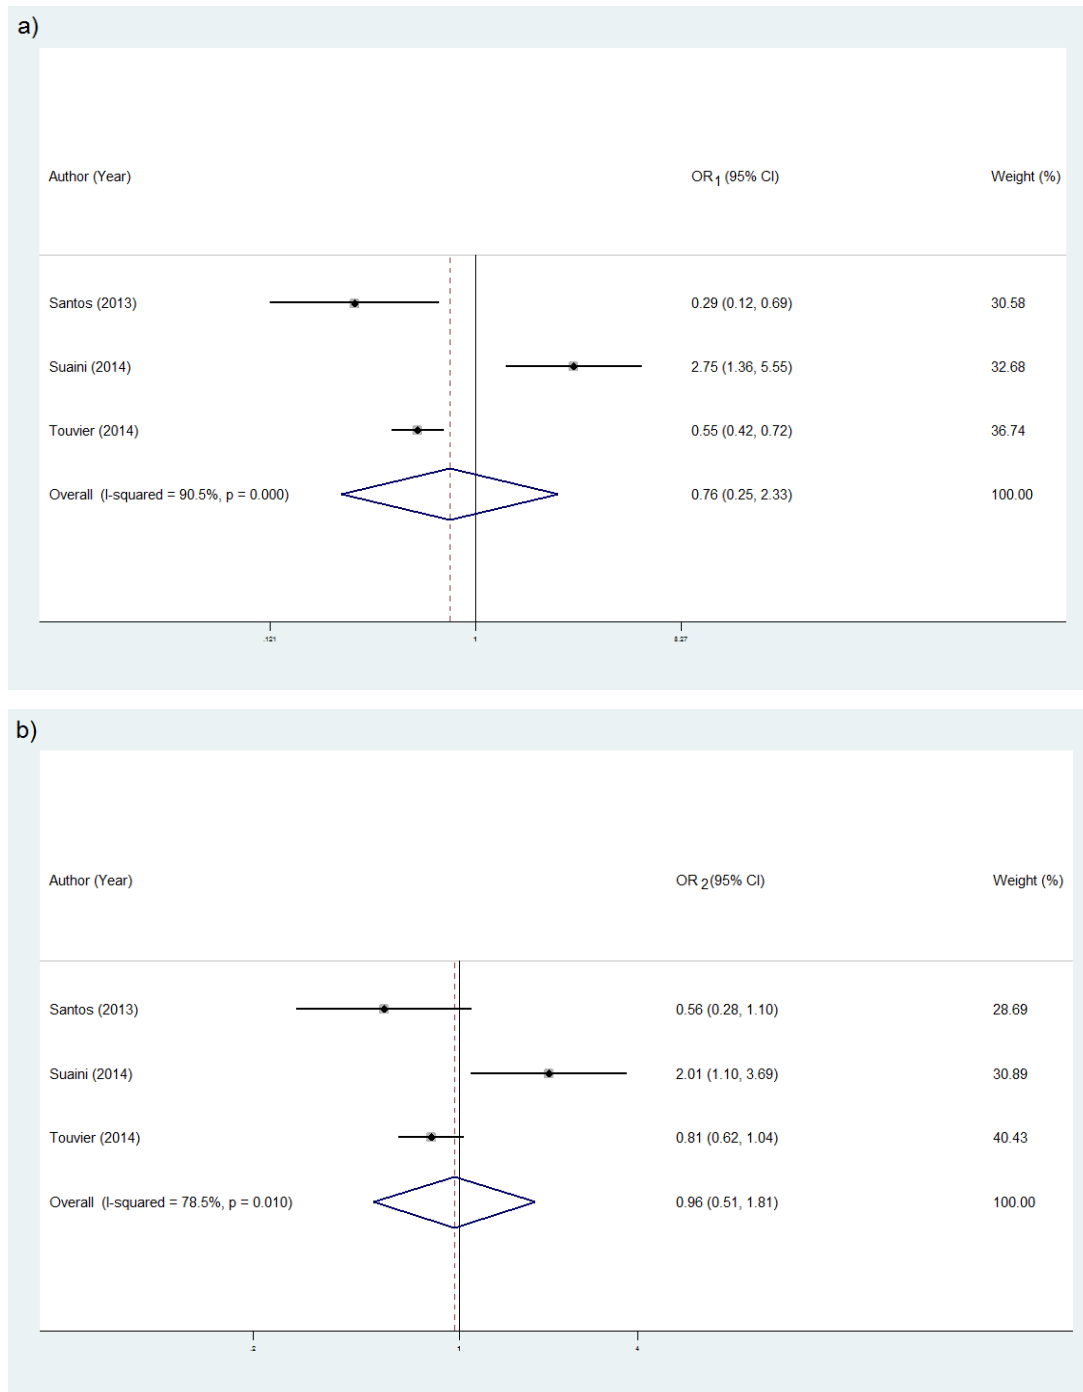 a)
Author (Year) OR1 (95% CI) Weight (%)
Santos (2013) 0.29 (0.12, 0.69) 30.58
Suaini (2014) 2.75 (1.36, 5.55) 32.68
Touvier (2014) 0.55 (0.42, 0.72) 36.74
Overall (I-squared = 90.5%, p = 0.000) 0.76 (0.25, 2.33) 100.00
.121 1 8.27
b)
Author (Year) OR 2(95% CI) Weight (%)
Santos (2013) 0.56 (0.28, 1.10) 28.69
Suaini (2014) 2.01 (1.10, 3.69) 30.89
Touvier (2014) 0.81 (0.62, 1.04) 40.43
Overall (I-squared = 78.5%, p = 0.010) 0.96 (0.51, 1.81) 100.00
.2 1 4